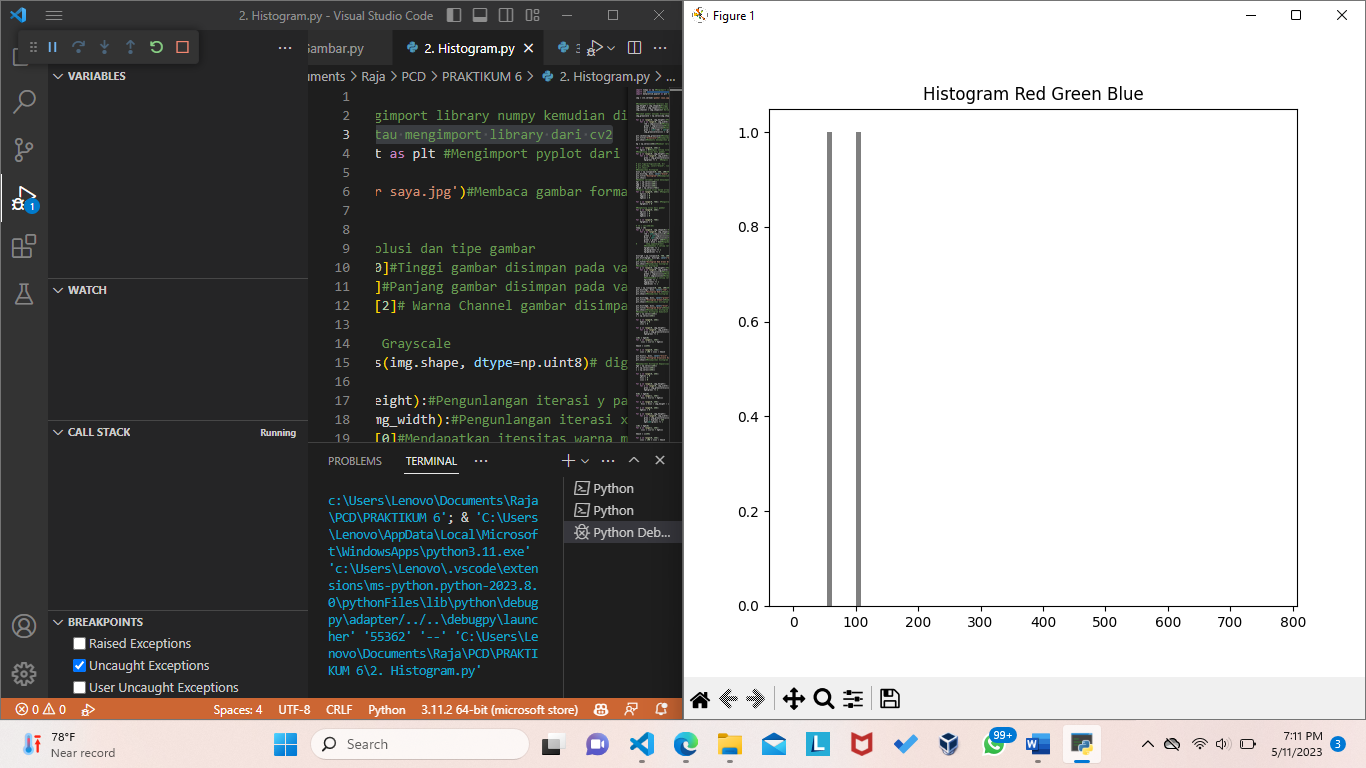 2. Histogram.py - Visual Studio Code
Gambar.py
2. Histogram.py
3
uments > Raja > PCD > PRAKTIKUM 6 > 2. Histogram.py > ...
VARIABLES
WATCH
CALL STACK
Running
BREAKPOINTS
Raised Exceptions
Uncaught Exceptions
User Uncaught Exceptions
1
1
2 gimport library numpy kemudian di
3 tau mengimport library dari cv2
4 t as plt #Mengimport pyplot dari
5
6 r saya.jpg')#Membaca gambar forma
7
8
9 olusi dan tipe gambar
10 0]#Tinggi gambar disimpan pada va
11 ]#Panjang gambar disimpan pada va
12 [2]# Warna Channel gambar disimpa
13
14 Grayscale
15 s(img.shape, dtype=np.uint8)# dig
16
17 eight):#Pengunlangan iterasi y pa
18 mg_width):#Pengunlangan iterasi x
19 [0]#Mendapatkan itensitas warna m
PROBLEMS TERMINAL ...
c:\Users\Lenovo\Documents\Raja
\PCD\PRAKTIKUM 6'; & 'C:\Users
\Lenovo\AppData\Local\Microsof
t\WindowsApps\python3.11.exe'
'c:\Users\Lenovo\.vscode\exten
sions\ms-python.python-2023.8.
0\pythonFiles\lib\python\debug
py\adapter/../..\debugpy\launc
her' '55362' '--' 'C:\Users\Le
novo\Documents\Raja\PCD\PRAKTI
KUM 6\2. Histogram.py'
Python
Python
Python Deb...
0 0
Spaces: 4 UTF-8 CRLF Python 3.11.2 64-bit (microsoft store)
Figure 1
Histogram Red Green Blue
1.0
0.8
0.6
0.4
0.2
0.0
0 100 200 300 400 500 600 700 800
78°F
Near record
Search
L
99+
7:11 PM
5/11/2023
3